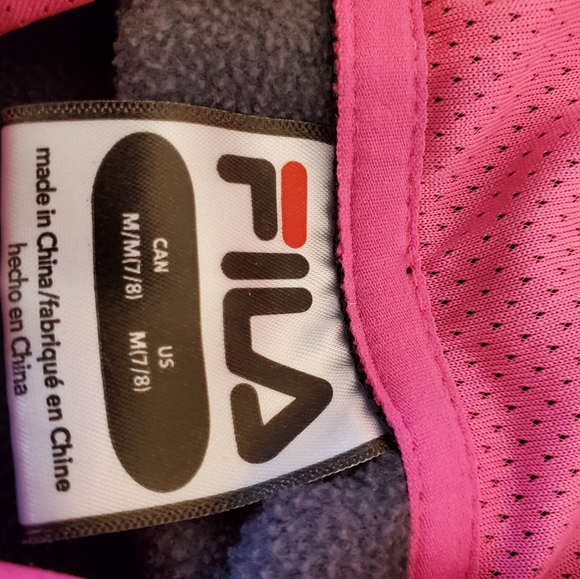 FILA
CAN US
M/M(7/8) M(7/8)
made in China/fabriqué en Chine
hecho en China